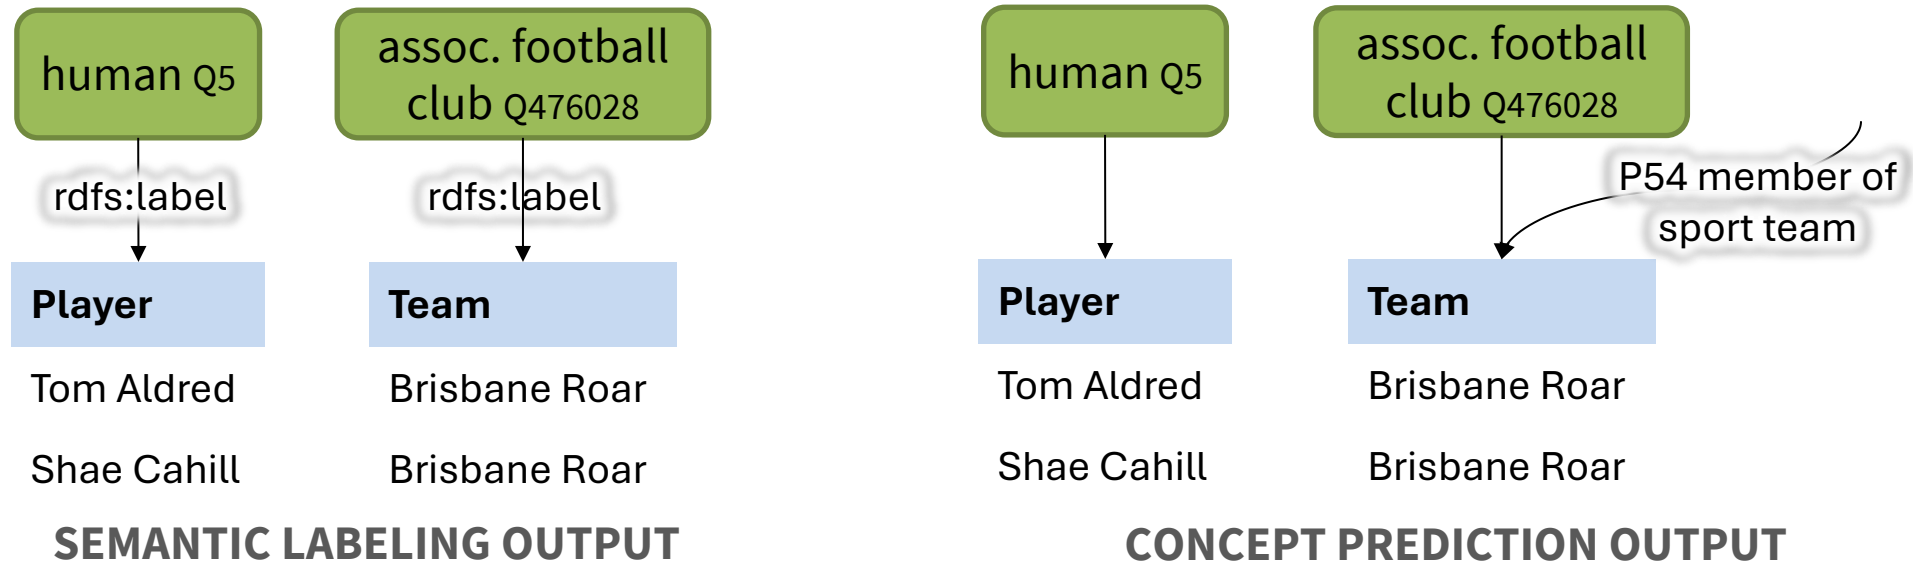 human Q5
assoc. football
club Q476028
rdfs:label
rdfs:label
Player
Team
Tom Aldred
Brisbane Roar
Shae Cahill
Brisbane Roar
SEMANTIC LABELING OUTPUT
human Q5
assoc. football
club Q476028
P54 member of
sport team
Player
Team
Tom Aldred
Brisbane Roar
Shae Cahill
Brisbane Roar
CONCEPT PREDICTION OUTPUT